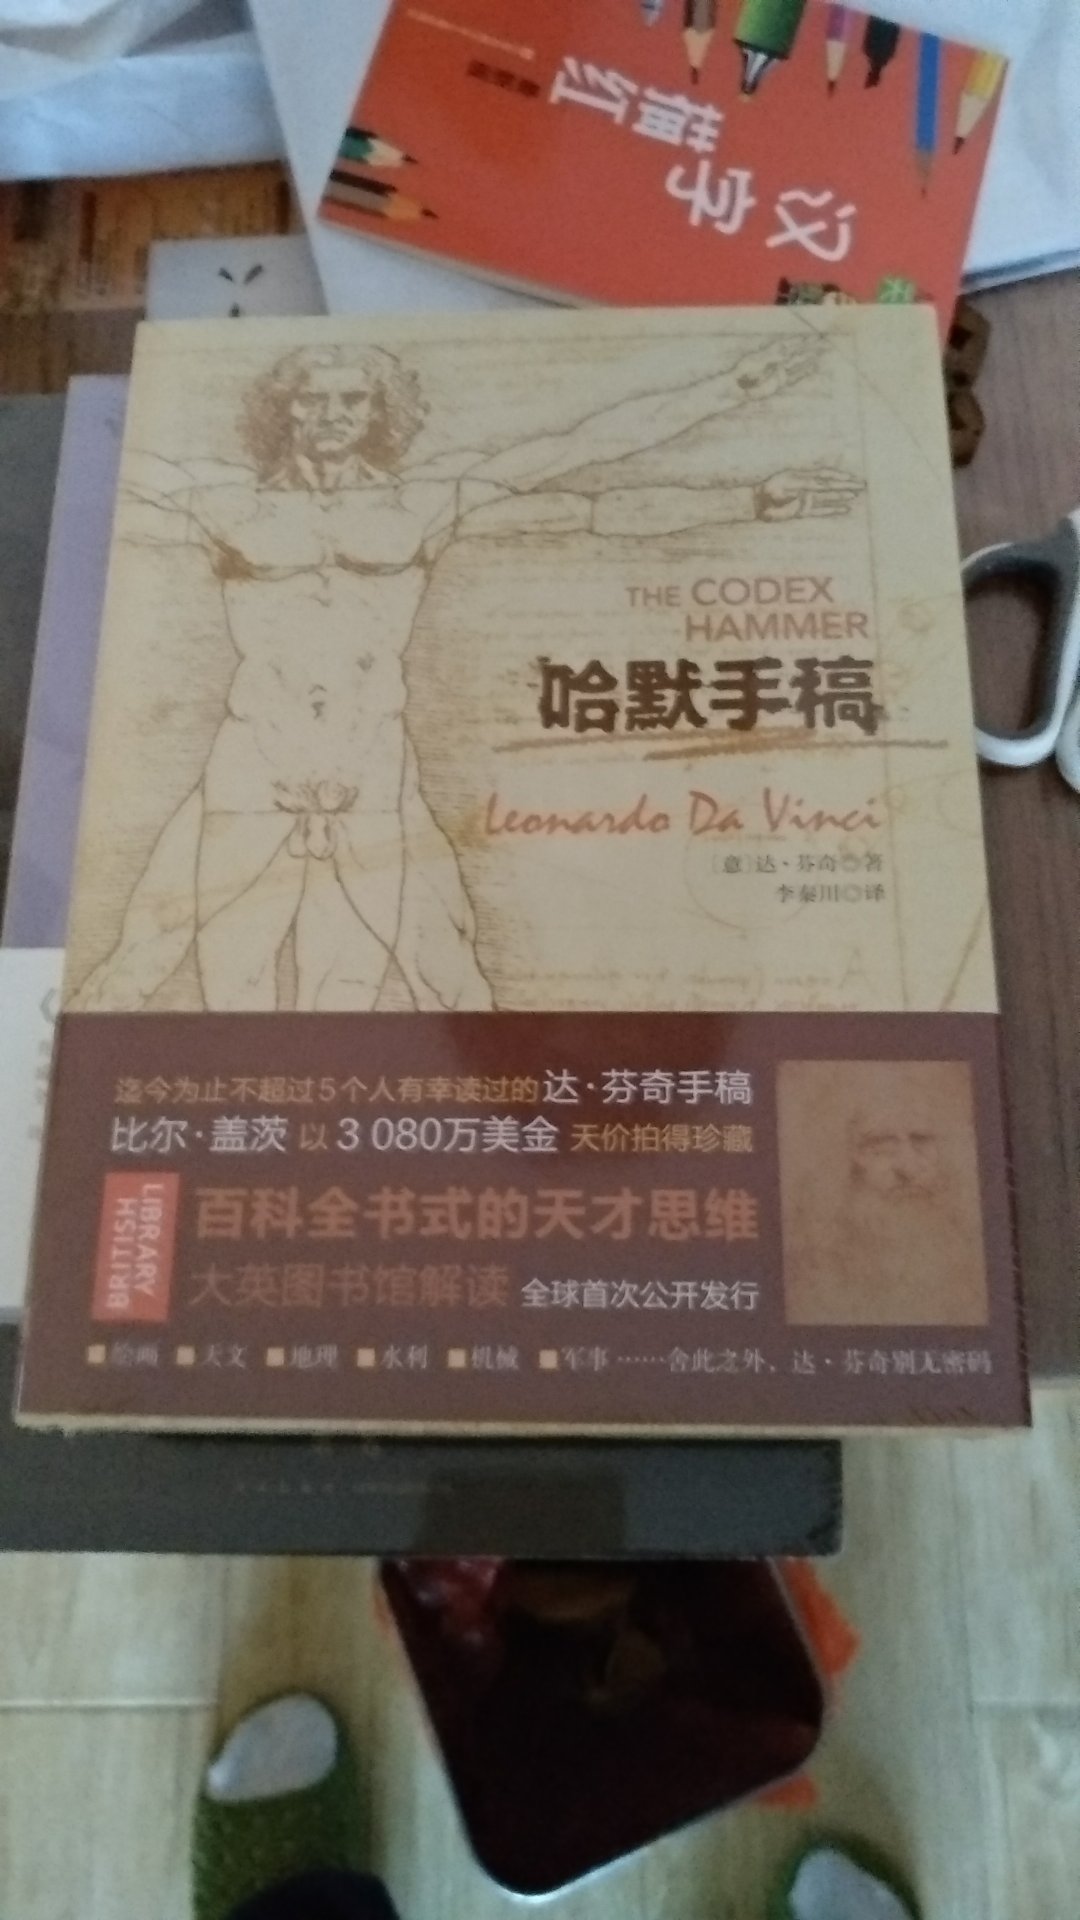 汉字描红
THE CODEX
HAMMER
哈默手稿
Leonardo Da Vinci
［意］达·芬奇◎著
李秦川◎译
迄今为止不超过5个人有幸读过的达·芬奇手稿
比尔·盖茨 以 3 080万美金 天价拍得珍藏
BRITISH
LIBRARY
百科全书式的天才思维
大英图书馆解读 全球首次公开发行
■绘画 ■天文 ■地理 ■水利 ■机械 ■军事 ……舍此之外，达·芬奇别无密码